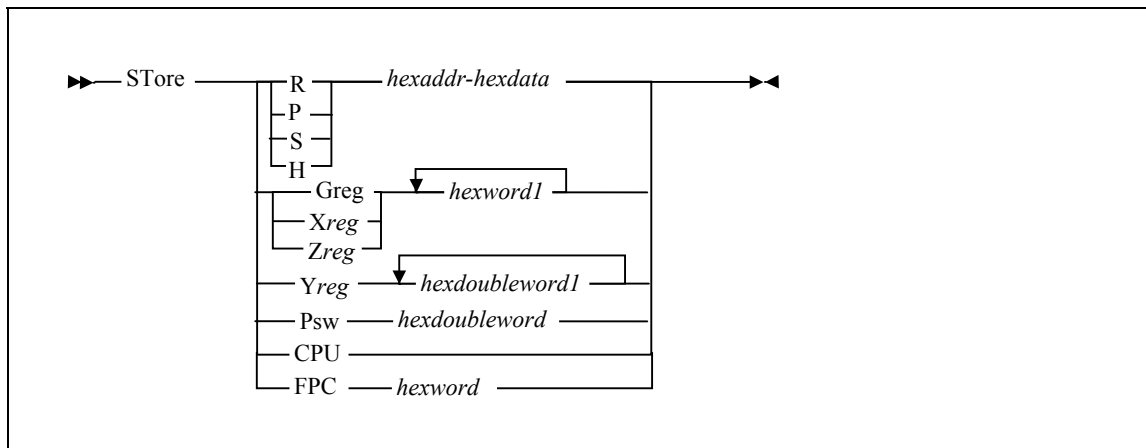 STore R hexaddr-hexdata
P
S
H
Greg hexword1
Xreg
Zreg
Yreg hexdoubleword1
Psw hexdoubleword
CPU
FPC hexword